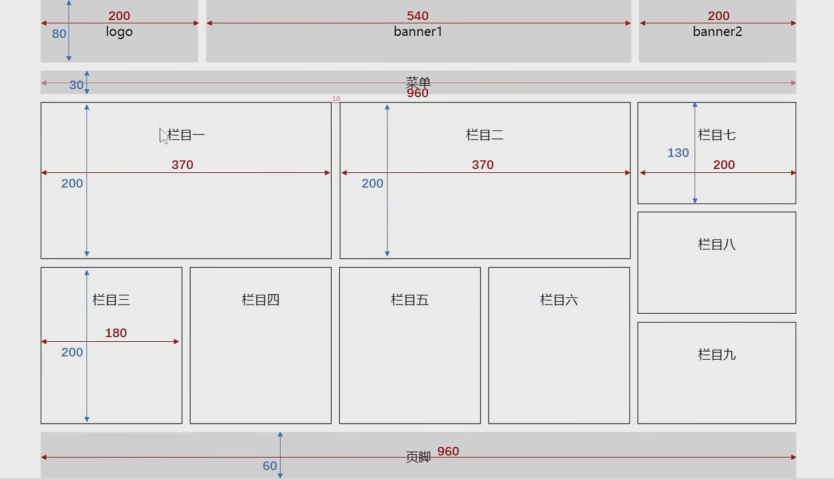 200 540 200
80 logo banner1 banner2
30 菜单
960
10
栏目一 栏目二 栏目七
130
370 370 200
200 200
栏目八
栏目三 栏目四 栏目五 栏目六
180
200 栏目九
页脚 960
60